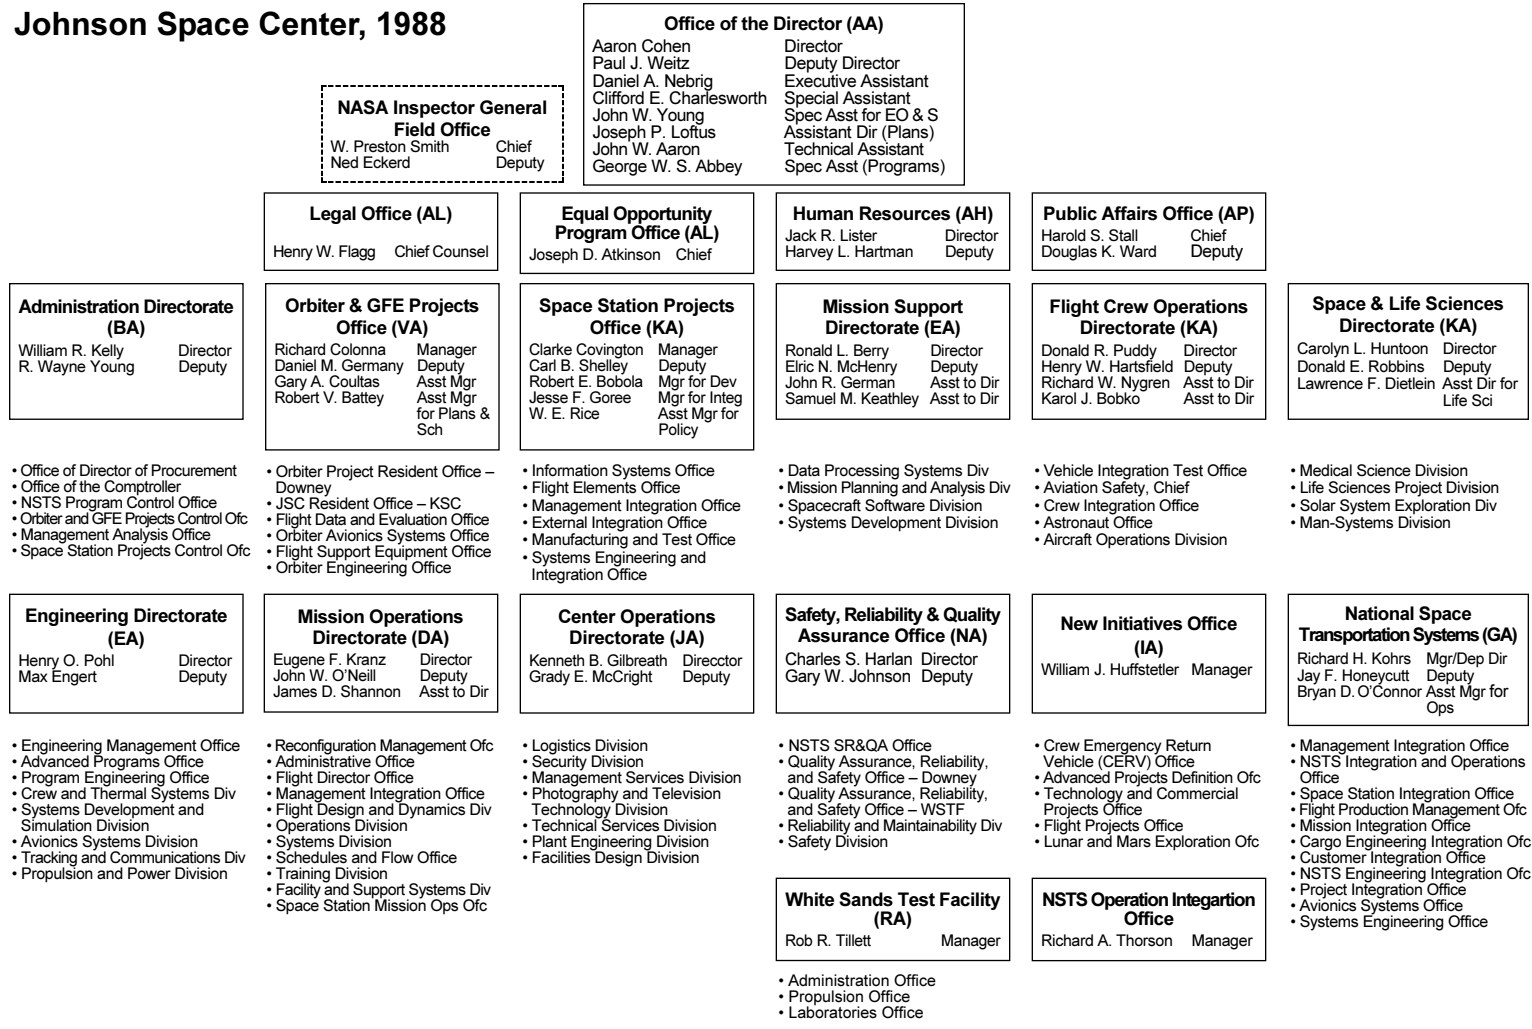 Johnson Space Center, 1988
Office of the Director (AA)
Aaron Cohen Director
Paul J. Weitz Deputy Director
Daniel A. Nebrig Executive Assistant
Clifford E. Charlesworth Special Assistant
John W. Young Spec Asst for EO & S
Joseph P. Loftus Assistant Dir (Plans)
John W. Aaron Technical Assistant
George W. S. Abbey Spec Asst (Programs)
NASA Inspector General
Field Office
W. Preston Smith Chief
Ned Eckerd Deputy
Legal Office (AL)
Henry W. Flagg Chief Counsel
Equal Opportunity
Program Office (AL)
Joseph D. Atkinson Chief
Human Resources (AH)
Jack R. Lister Director
Harvey L. Hartman Deputy
Public Affairs Office (AP)
Harold S. Stall Chief
Douglas K. Ward Deputy
Administration Directorate
(BA)
William R. Kelly Director
R. Wayne Young Deputy
• Office of Director of Procurement
• Office of the Comptroller
• NSTS Program Control Office
• Orbiter and GFE Projects Control Ofc
• Management Analysis Office
• Space Station Projects Control Ofc
Orbiter & GFE Projects
Office (VA)
Richard Colonna Manager
Daniel M. Germany Deputy
Gary A. Coultas Asst Mgr
Robert V. Battey Asst Mgr
for Plans &
Sch
• Orbiter Project Resident Office –
Downey
• JSC Resident Office – KSC
• Flight Data and Evaluation Office
• Orbiter Avionics Systems Office
• Flight Support Equipment Office
• Orbiter Engineering Office
Space Station Projects
Office (KA)
Clarke Covington Manager
Carl B. Shelley Deputy
Robert E. Bobola Mgr for Dev
Jesse F. Goree Mgr for Integ
W. E. Rice Asst Mgr for
Policy
• Information Systems Office
• Flight Elements Office
• Management Integration Office
• External Integration Office
• Manufacturing and Test Office
• Systems Engineering and
Integration Office
Mission Support
Directorate (EA)
Ronald L. Berry Director
Elric N. McHenry Deputy
John R. German Asst to Dir
Samuel M. Keathley Asst to Dir
• Data Processing Systems Div
• Mission Planning and Analysis Div
• Spacecraft Software Division
• Systems Development Division
Flight Crew Operations
Directorate (KA)
Donald R. Puddy Director
Henry W. Hartsfield Deputy
Richard W. Nygren Asst to Dir
Karol J. Bobko Asst to Dir
• Vehicle Integration Test Office
• Aviation Safety, Chief
• Crew Integration Office
• Astronaut Office
• Aircraft Operations Division
Space & Life Sciences
Directorate (KA)
Carolyn L. Huntoon Director
Donald E. Robbins Deputy
Lawrence F. Dietlein Asst Dir for
Life Sci
• Medical Science Division
• Life Sciences Project Division
• Solar System Exploration Div
• Man-Systems Division
Engineering Directorate
(EA)
Henry O. Pohl Director
Max Engert Deputy
• Engineering Management Office
• Advanced Programs Office
• Program Engineering Office
• Crew and Thermal Systems Div
• Systems Development and
Simulation Division
• Avionics Systems Division
• Tracking and Communications Div
• Propulsion and Power Division
Mission Operations
Directorate (DA)
Eugene F. Kranz Director
John W. O'Neill Deputy
James D. Shannon Asst to Dir
• Reconfiguration Management Ofc
• Administrative Office
• Flight Director Office
• Management Integration Office
• Flight Design and Dynamics Div
• Operations Division
• Systems Division
• Schedules and Flow Office
• Training Division
• Facility and Support Systems Div
• Space Station Mission Ops Ofc
Center Operations
Directorate (JA)
Kenneth B. Gilbreath Direcctor
Grady E. McCright Deputy
• Logistics Division
• Security Division
• Management Services Division
• Photography and Television
Technology Division
• Technical Services Division
• Plant Engineering Division
• Facilities Design Division
Safety, Reliability & Quality
Assurance Office (NA)
Charles S. Harlan Director
Gary W. Johnson Deputy
• NSTS SR&QA Office
• Quality Assurance, Reliability,
and Safety Office – Downey
• Quality Assurance, Reliability,
and Safety Office – WSTF
• Reliability and Maintainability Div
• Safety Division
New Initiatives Office
(IA)
William J. Huffstetler Manager
• Crew Emergency Return
Vehicle (CERV) Office
• Advanced Projects Definition Ofc
• Technology and Commercial
Projects Office
• Flight Projects Office
• Lunar and Mars Exploration Ofc
National Space
Transportation Systems (GA)
Richard H. Kohrs Mgr/Dep Dir
Jay F. Honeycutt Deputy
Bryan D. O'Connor Asst Mgr for
Ops
• Management Integration Office
• NSTS Integration and Operations
Office
• Space Station Integration Office
• Flight Production Management Ofc
• Mission Integration Office
• Cargo Engineering Integration Ofc
• Customer Integration Office
• NSTS Engineering Integration Ofc
• Project Integration Office
• Avionics Systems Office
• Systems Engineering Office
White Sands Test Facility
(RA)
Rob R. Tillett Manager
• Administration Office
• Propulsion Office
• Laboratories Office
NSTS Operation Integartion
Office
Richard A. Thorson Manager